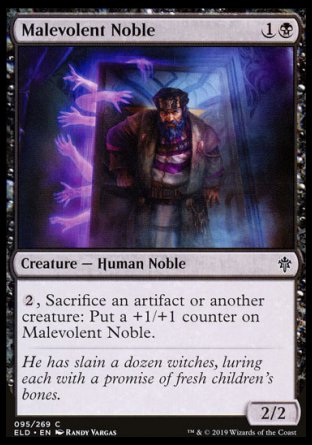 Malevolent Noble 1
Creature — Human Noble
2, Sacrifice an artifact or another
creature: Put a +1/+1 counter on
Malevolent Noble.
He has slain a dozen witches, luring
each with a promise of fresh children's
bones.
2/2
095/269 C
ELD • EN RANDY VARGAS
™ & © 2019 Wizards of the Coast